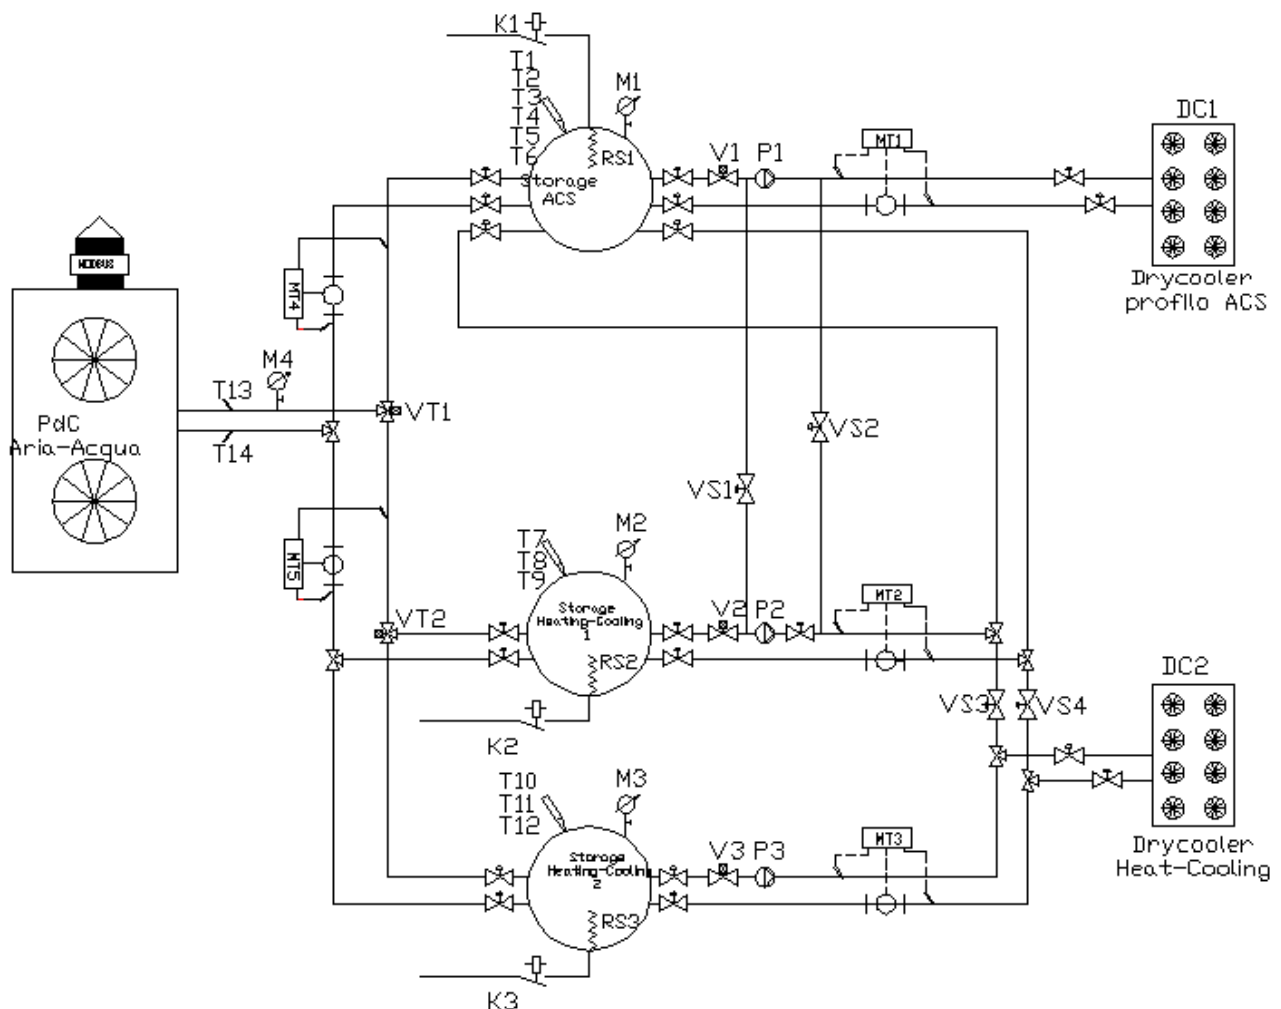 K1
T1
T2
T3
T4
T5
T6
M1
RS1
Storage
ACS
V1
P1
MT1
DC1
Drycooler
profilo ACS
MODBUS
MT4
M4
T13
VT1
PdC
Aria-Acqua
T14
VS2
VS1
MT5
T7
T8
T9
M2
VT2
Storage
Heating-Cooling
1
RS2
V2
P2
MT2
K2
VS3
VS4
DC2
T10
T11
T12
M3
Storage
Heating-Cooling
2
RS3
V3
P3
MT3
Drycooler
Heat-Cooling
K3